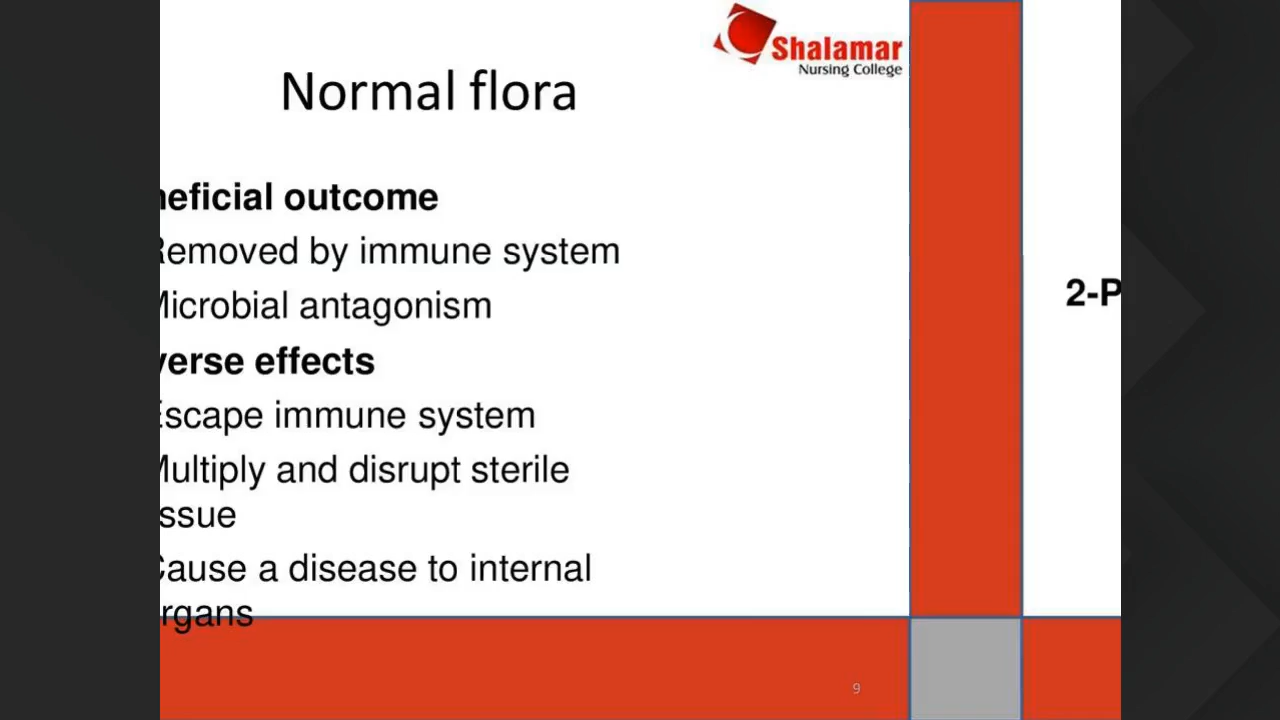 Shalamar
Nursing College
Normal flora
neficial outcome
Removed by immune system
Microbial antagonism
verse effects
Escape immune system
Multiply and disrupt sterile
issue
Cause a disease to internal
rgans
2-P
9